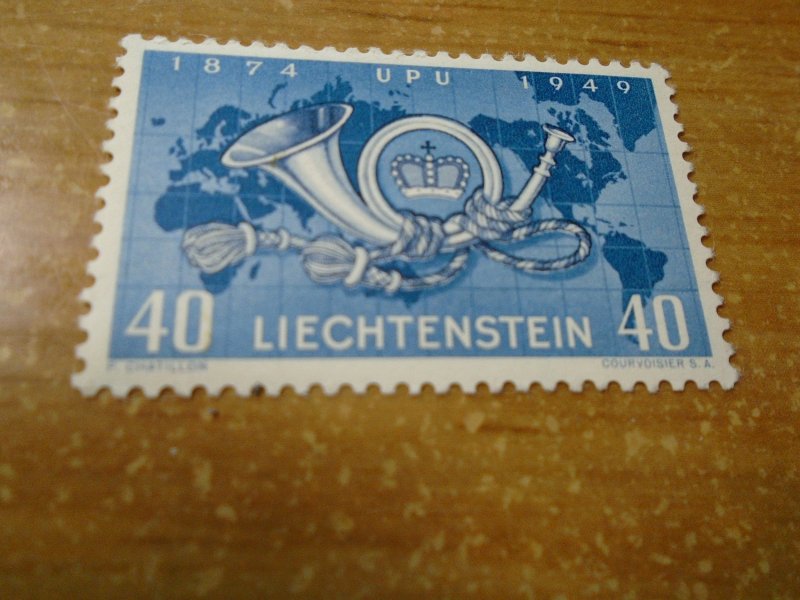 1874 UPU 1949
40 LIECHTENSTEIN 40
P. CHATILLON COURVOISIER S.A.